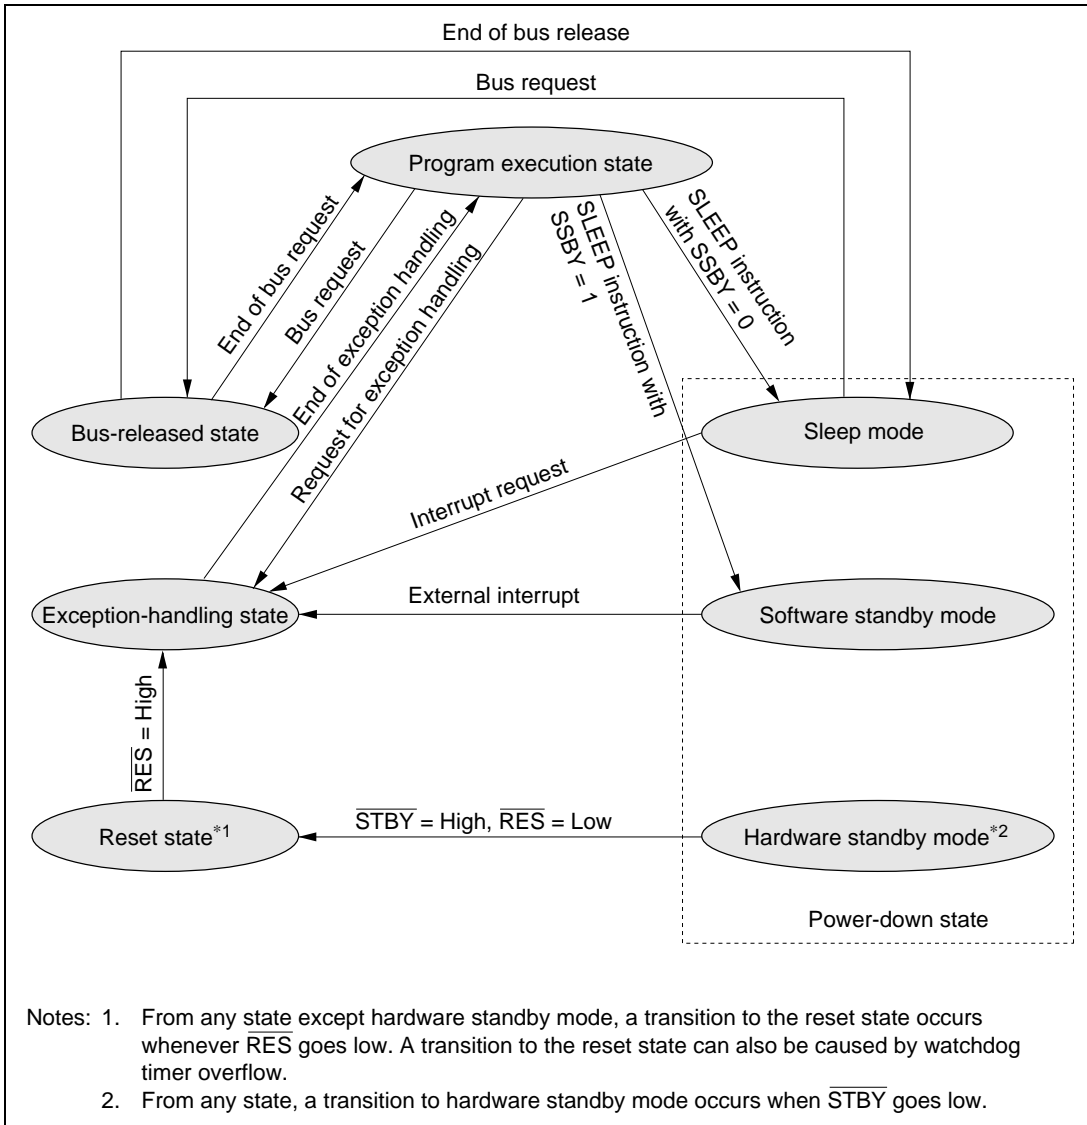 End of bus release
Bus request
Program execution state
End of bus request
Bus request
End of exception handling
Request for exception handling
SLEEP instruction with
SSBY = 1
SLEEP instruction
with SSBY = 0
Bus-released state
Sleep mode
Interrupt request
Exception-handling state
External interrupt
Software standby mode
R̅E̅S̅ = High
Reset state*1
S̅T̅B̅Y̅ = High, R̅E̅S̅ = Low
Hardware standby mode*2
Power-down state
Notes: 1. From any state except hardware standby mode, a transition to the reset state occurs
whenever R̅E̅S̅ goes low. A transition to the reset state can also be caused by watchdog
timer overflow.
2. From any state, a transition to hardware standby mode occurs when S̅T̅B̅Y̅ goes low.